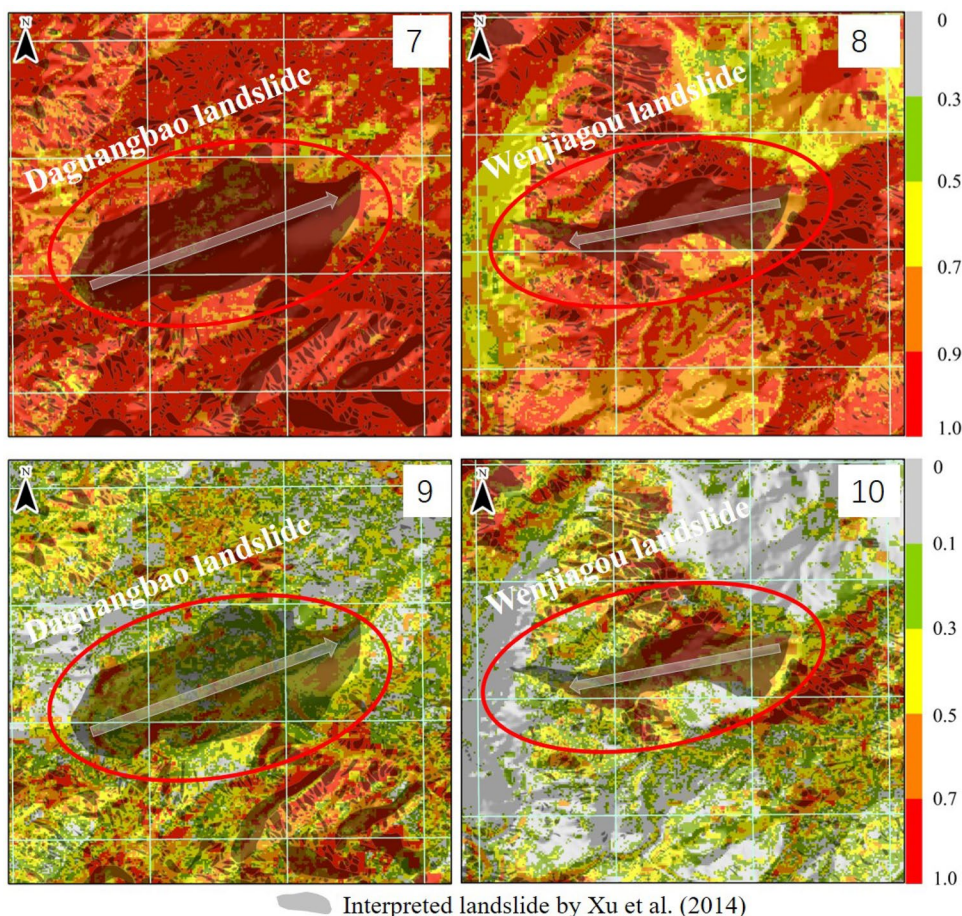 N
7
Daguangbao landslide
N
8
Wenjiagou landslide
0
0.3
0.5
0.7
0.9
1.0
N
9
Daguangbao landslide
N
10
Wenjiagou landslide
0
0.1
0.3
0.5
0.7
1.0
Interpreted landslide by Xu et al. (2014)